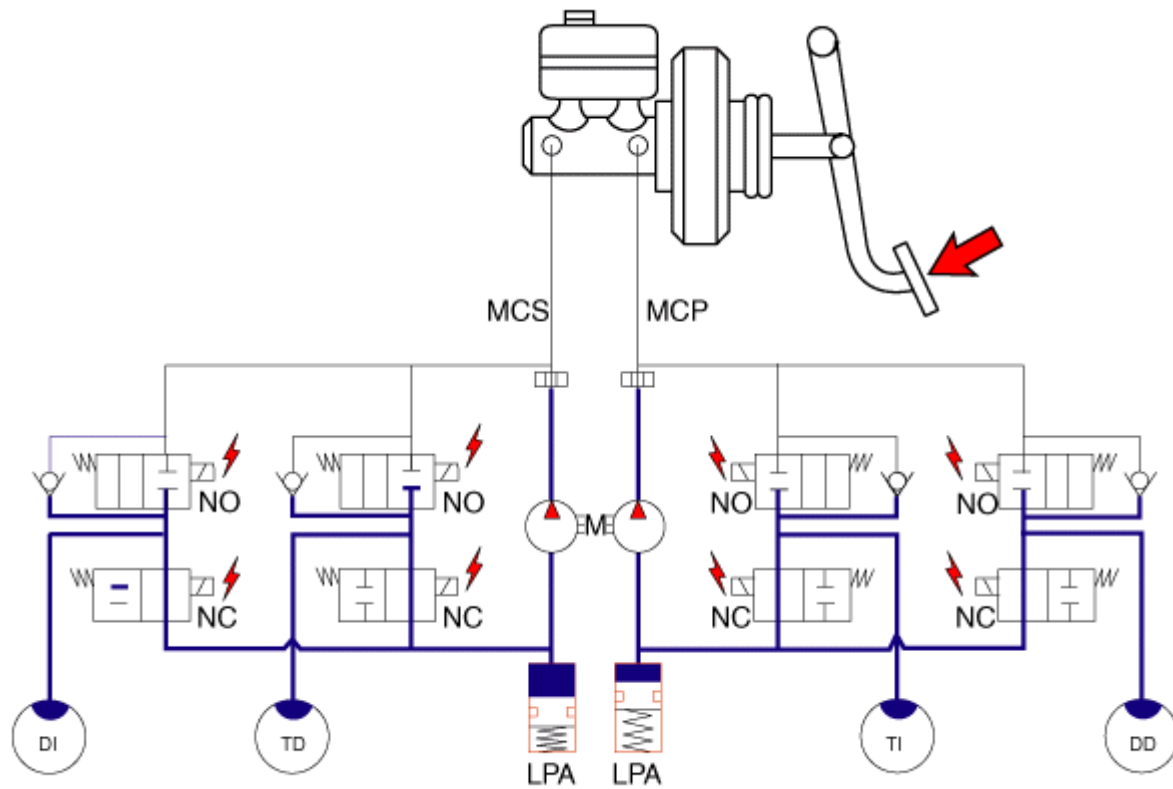 MCS MCP
NO NO NO NO
M
NC NC NC NC
DI TD TI DD
LPA LPA